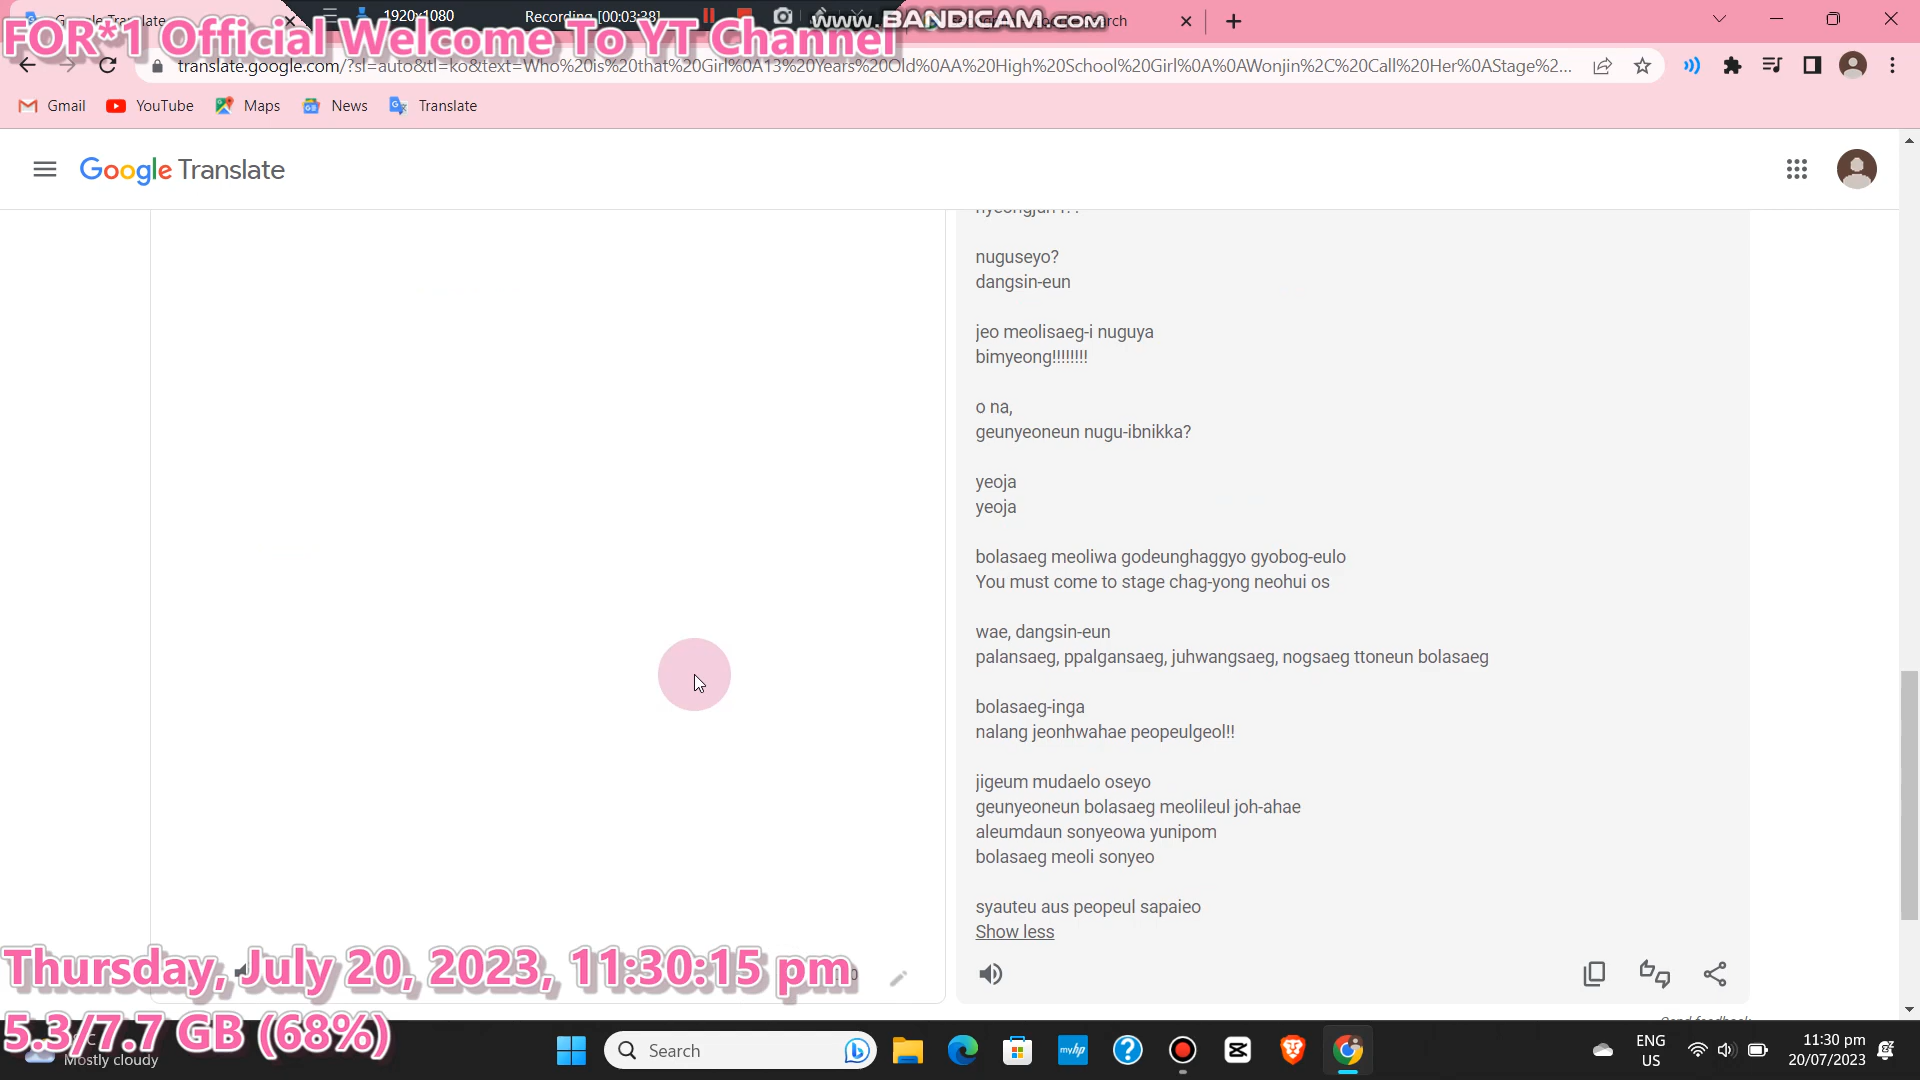 Google Translate
1920x1080
Recording [00:03:38]
www.BANDICAM.com
FOR*1 Official Welcome To YT Channel
translate.google.com/?sl=auto&tl=ko&text=Who%20is%20that%20Girl%0A13%20Years%20Old%0AA%20High%20School%20Girl%0A%0AWonjin%2C%20Call%20Her%0AStage%2...
Gmail
YouTube
Maps
News
Translate
Google Translate
nuguseyo?
dangsin-eun
jeo meolisaeg-i nuguya
bimyeong!!!!!!!!
o na,
geunyeoneun nugu-ibnikka?
yeoja
yeoja
bolasaeg meoliwa godeunghaggyo gyobog-eulo
You must come to stage chag-yong neohui os
wae, dangsin-eun
palansaeg, ppalgansaeg, juhwangsaeg, nogsaeg ttoneun bolasaeg
bolasaeg-inga
nalang jeonhwahae peopeulgeol!!
jigeum mudaelo oseyo
geunyeoneun bolasaeg meolileul joh-ahae
aleumdaun sonyeowa yunipom
bolasaeg meoli sonyeo
syauteu aus peopeul sapaieo
Show less
Thursday, July 20, 2023, 11:30:15 pm
5.3/7.7 GB (68%)
Mostly cloudy
Search
myhp
ENG
US
11:30 pm
20/07/2023